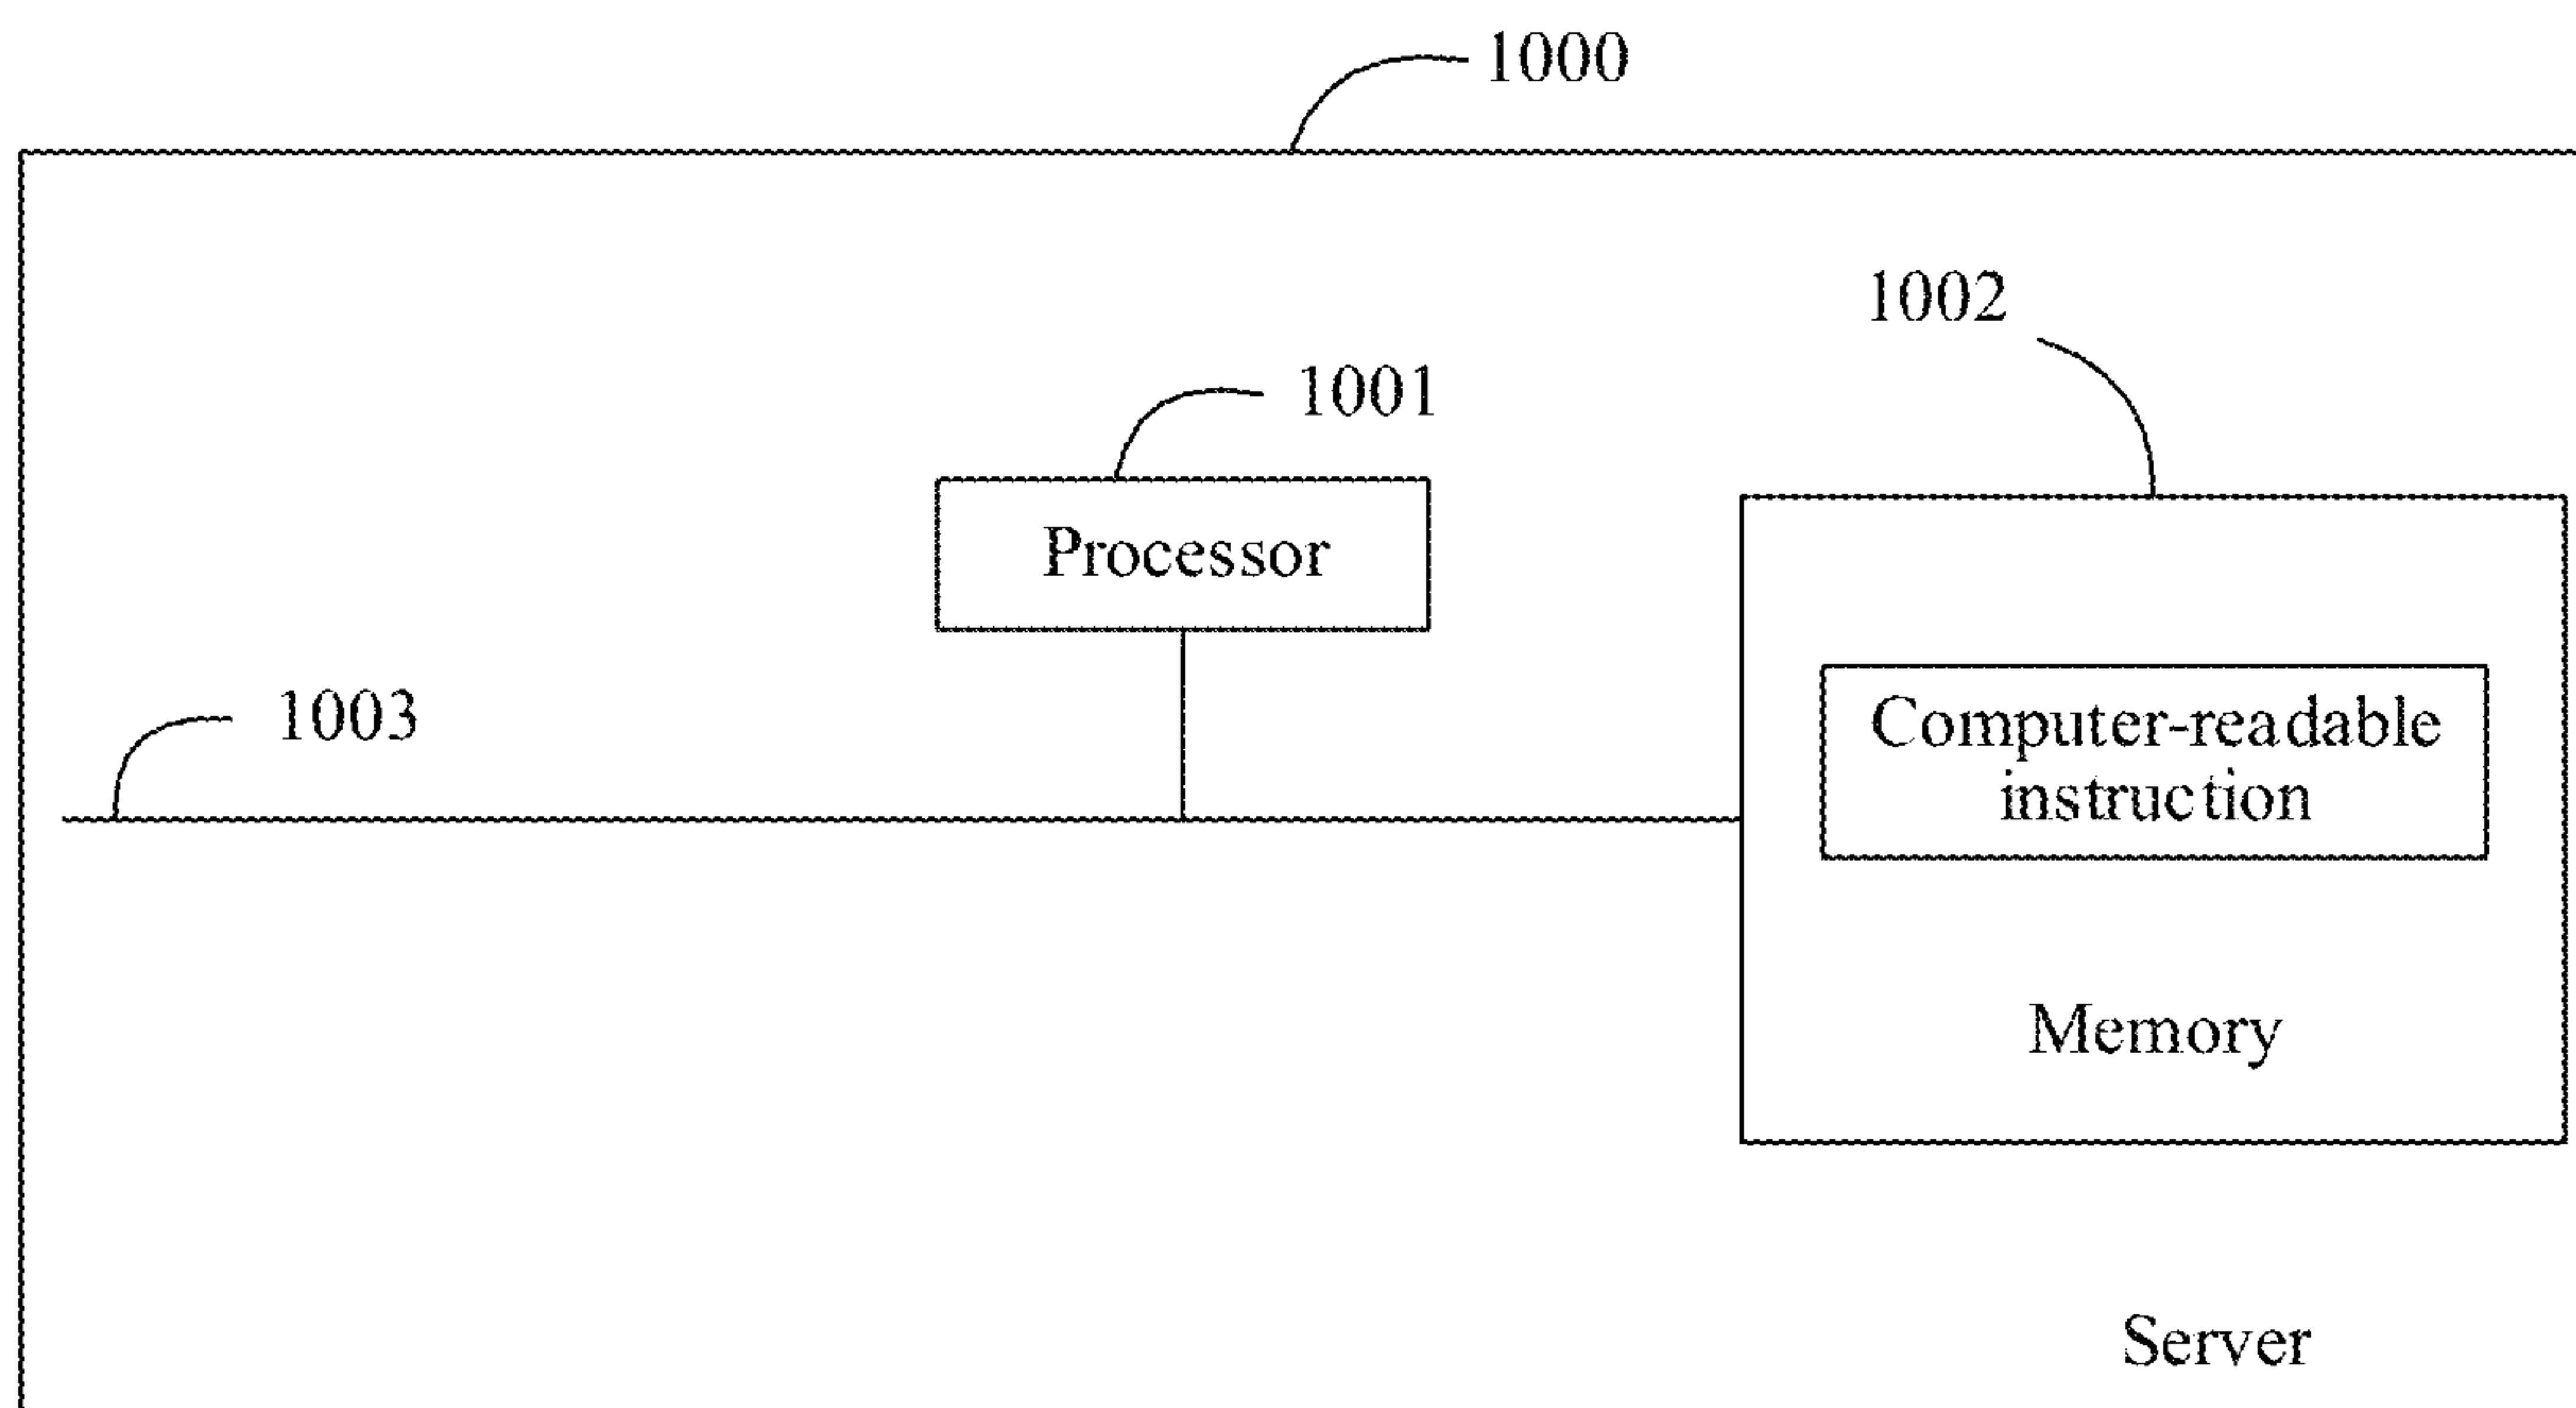 1000
1002
1001
Processor
1003
Computer-readable
instruction
Memory
Server